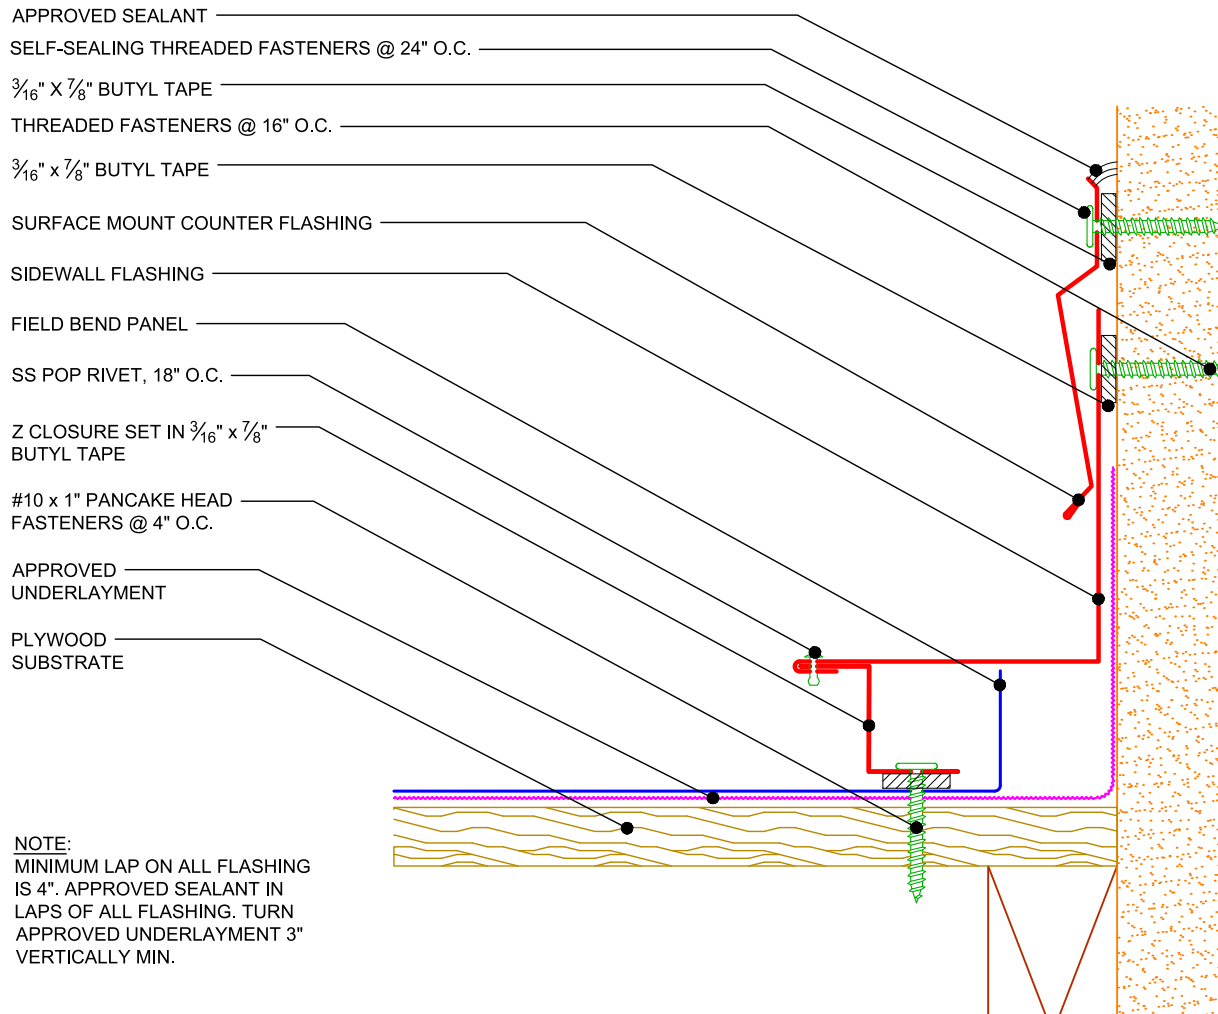 APPROVED SEALANT
SELF-SEALING THREADED FASTENERS @ 24" O.C.
3/16" X 7/8" BUTYL TAPE
THREADED FASTENERS @ 16" O.C.
3/16" x 7/8" BUTYL TAPE
SURFACE MOUNT COUNTER FLASHING
SIDEWALL FLASHING
FIELD BEND PANEL
SS POP RIVET, 18" O.C.
Z CLOSURE SET IN 3/16" x 7/8"
BUTYL TAPE
#10 x 1" PANCAKE HEAD
FASTENERS @ 4" O.C.
APPROVED
UNDERLAYMENT
PLYWOOD
SUBSTRATE
NOTE:
MINIMUM LAP ON ALL FLASHING
IS 4". APPROVED SEALANT IN
LAPS OF ALL FLASHING. TURN
APPROVED UNDERLAYMENT 3"
VERTICALLY MIN.